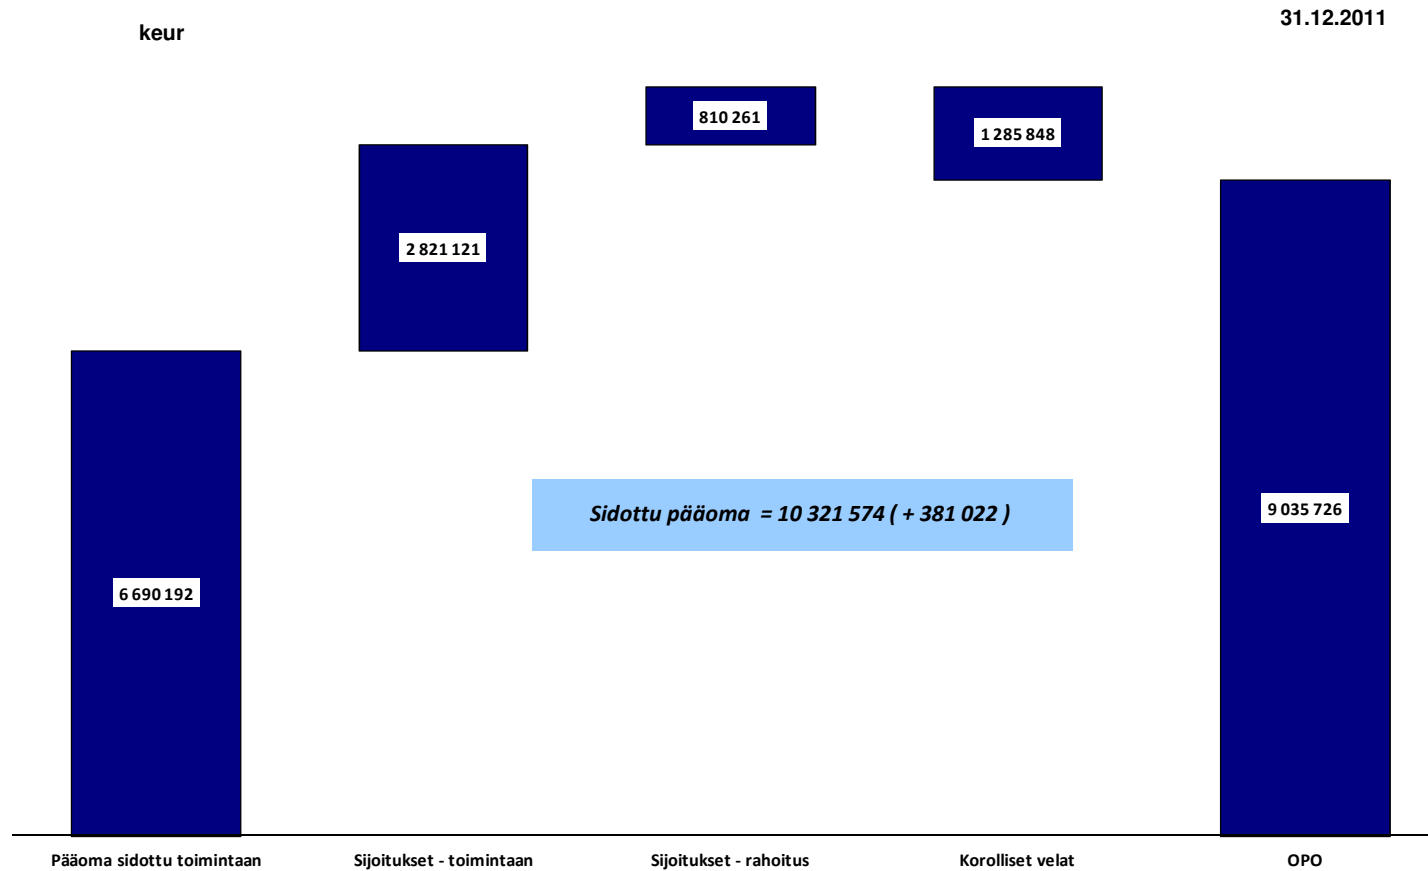 keur
31.12.2011
810 261
1 285 848
2 821 121
Sidottu pääoma = 10 321 574 ( + 381 022 )
9 035 726
6 690 192
Pääoma sidottu toimintaan
Sijoitukset - toimintaan
Sijoitukset - rahoitus
Korolliset velat
OPO